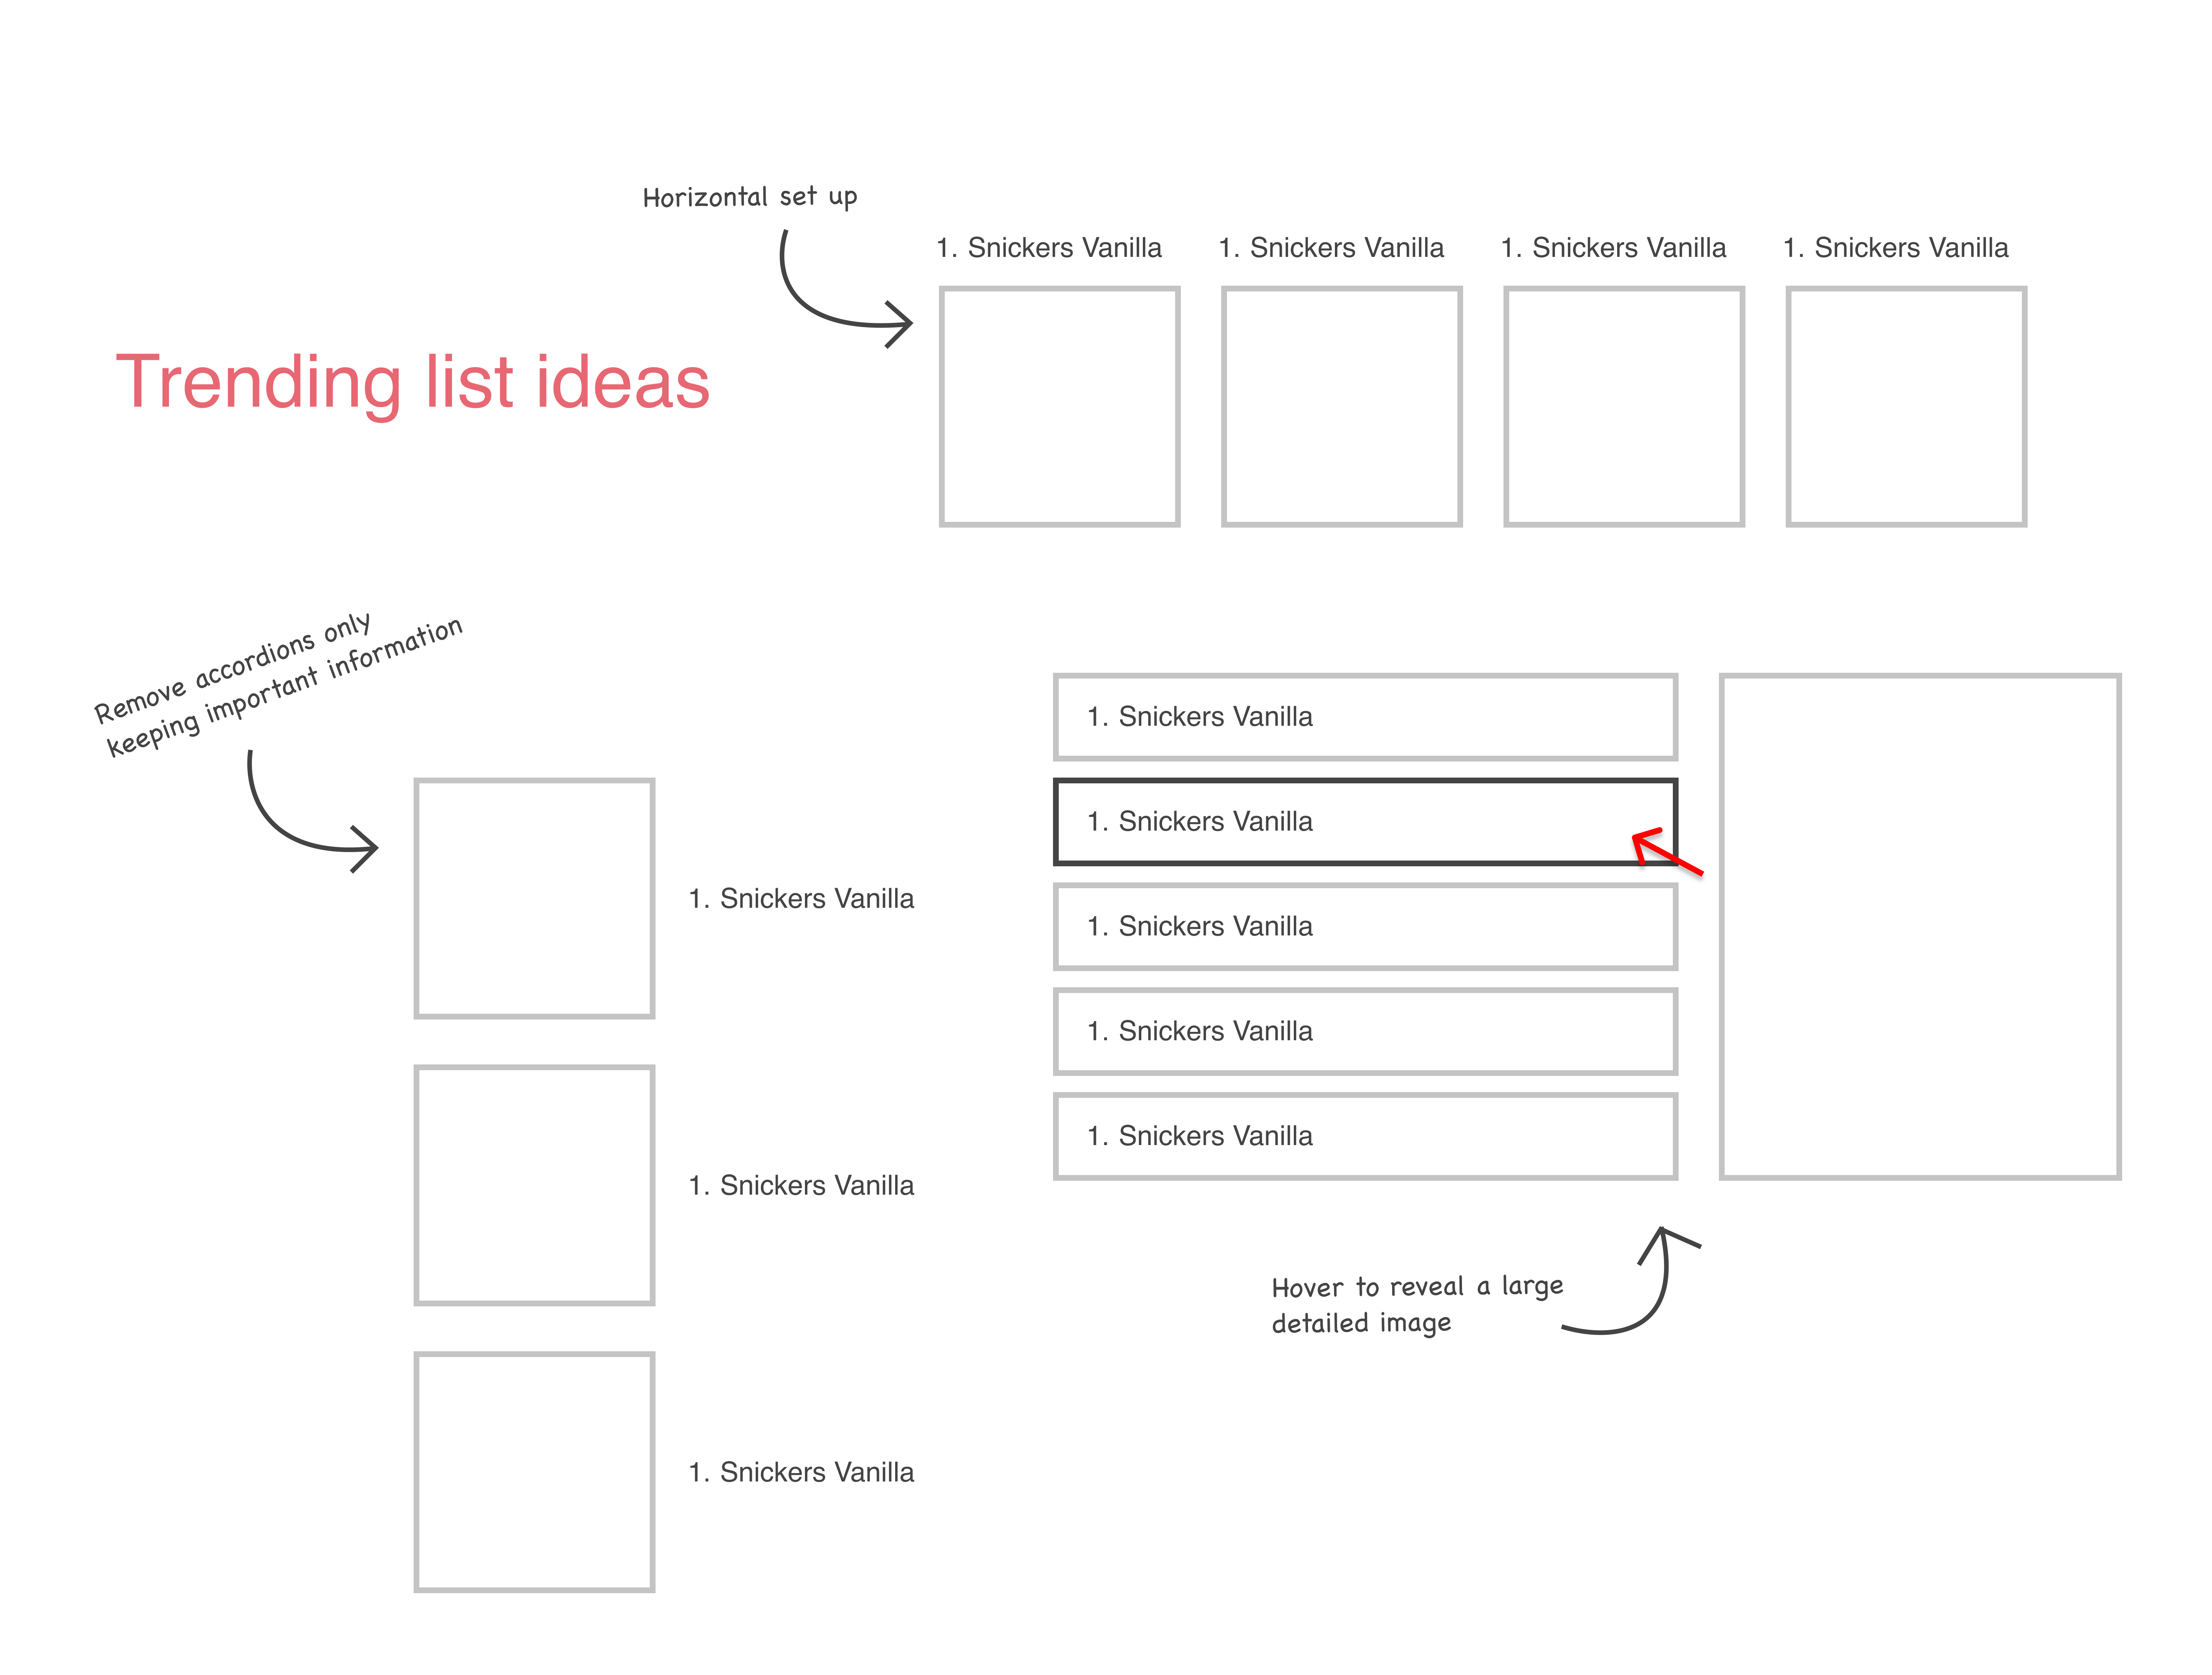 Horizontal set up
1. Snickers Vanilla
1. Snickers Vanilla
1. Snickers Vanilla
1. Snickers Vanilla
Trending list ideas
Remove accordions only
keeping important information
1. Snickers Vanilla
1. Snickers Vanilla
1. Snickers Vanilla
1. Snickers Vanilla
1. Snickers Vanilla
1. Snickers Vanilla
1. Snickers Vanilla
1. Snickers Vanilla
Hover to reveal a large
detailed image